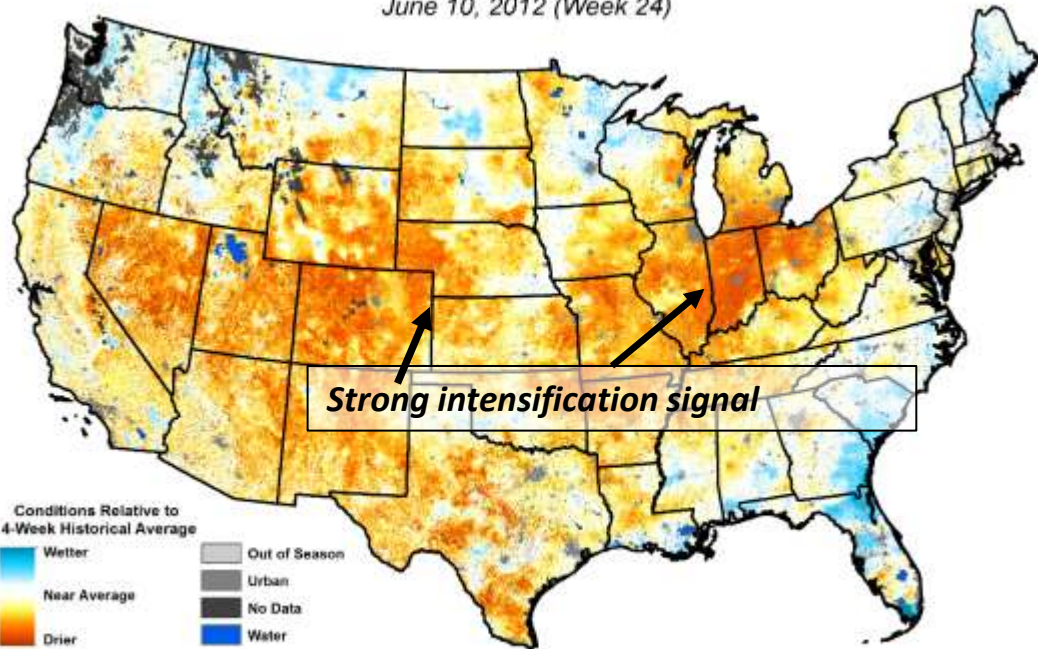 June 10, 2012 (Week 24)
Strong intensification signal
Conditions Relative to
4-Week Historical Average
Wetter
Near Average
Drier
Out of Season
Urban
No Data
Water